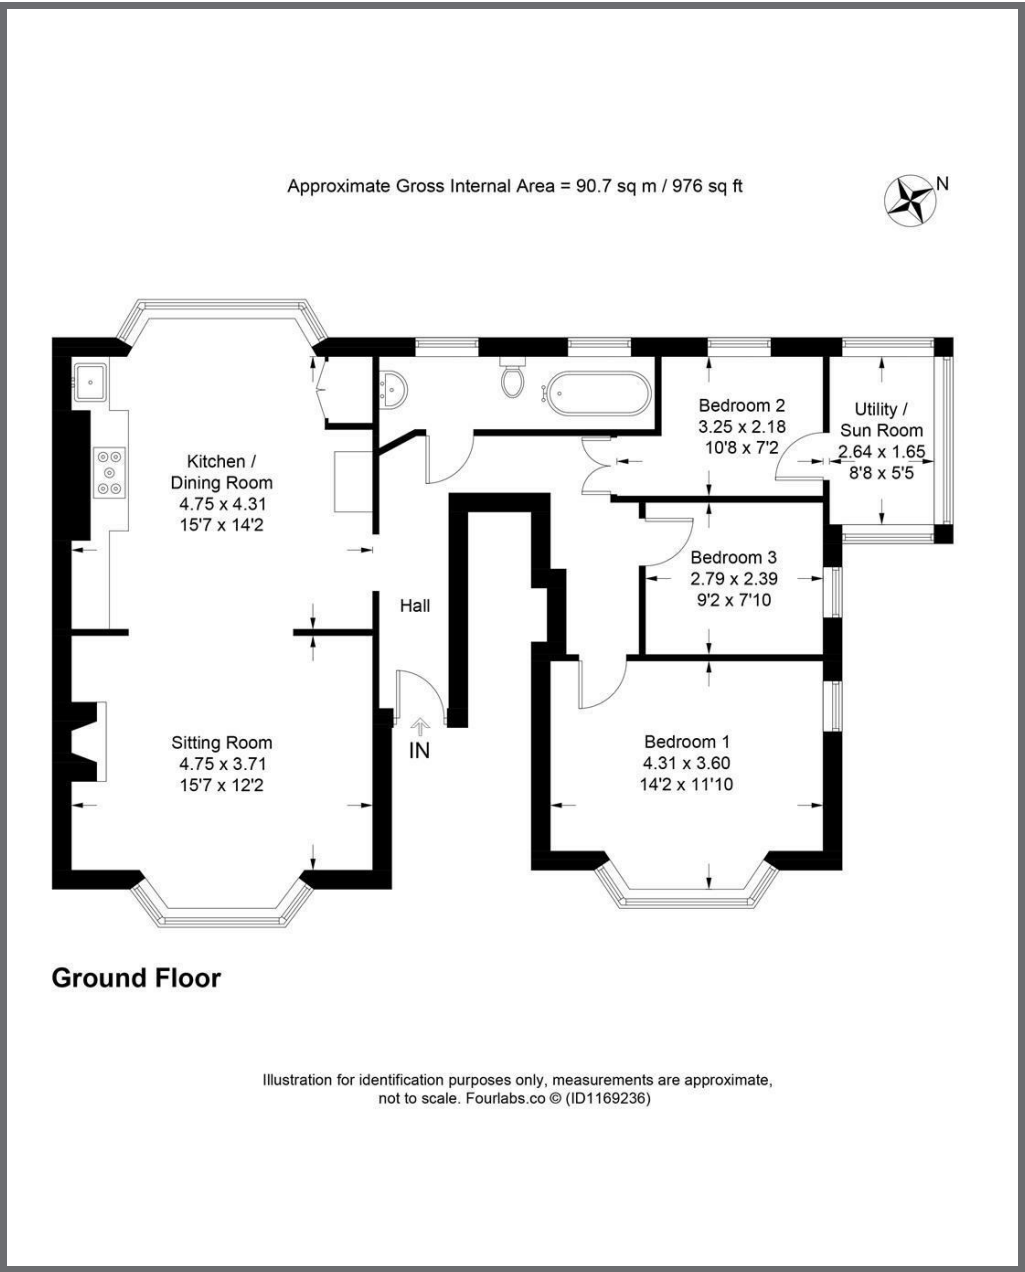 Approximate Gross Internal Area = 90.7 sq m / 976 sq ft
N
Kitchen /
Dining Room
4.75 x 4.31
15'7 x 14'2
Bedroom 2
3.25 x 2.18
10'8 x 7'2
Utility /
Sun Room
2.64 x 1.65
8'8 x 5'5
Bedroom 3
2.79 x 2.39
9'2 x 7'10
Hall
IN
Sitting Room
4.75 x 3.71
15'7 x 12'2
Bedroom 1
4.31 x 3.60
14'2 x 11'10
Ground Floor
Illustration for identification purposes only, measurements are approximate,
not to scale. Fourlabs.co © (ID1169236)